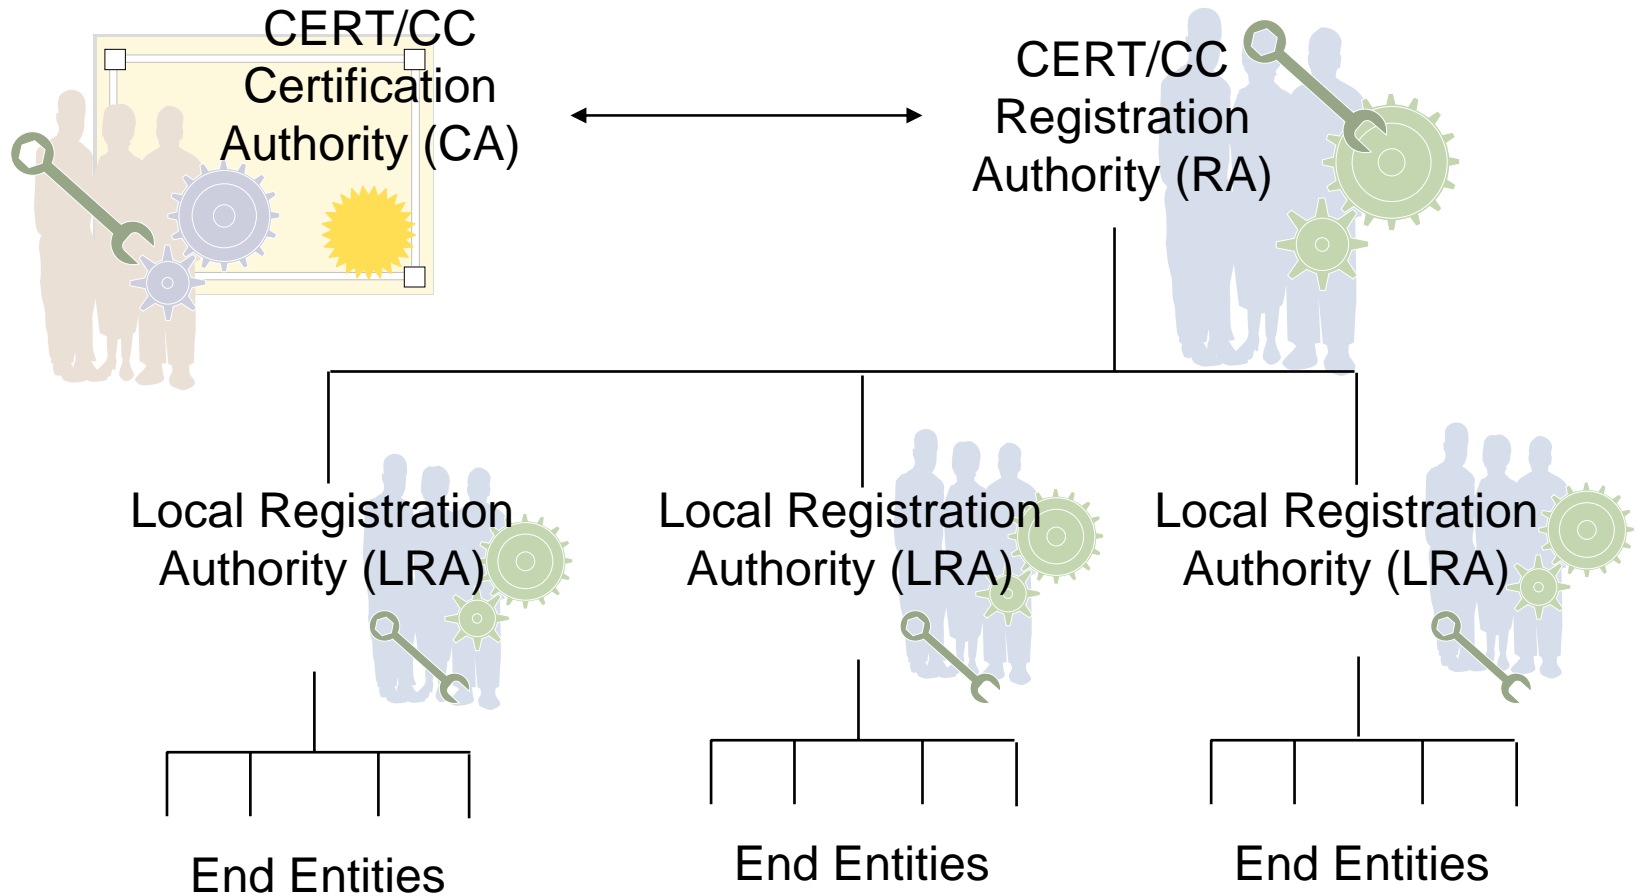 CERT/CC
Certification
Authority (CA)
CERT/CC
Registration
Authority (RA)
Local Registration
Authority (LRA)
Local Registration
Authority (LRA)
Local Registration
Authority (LRA)
End Entities
End Entities
End Entities